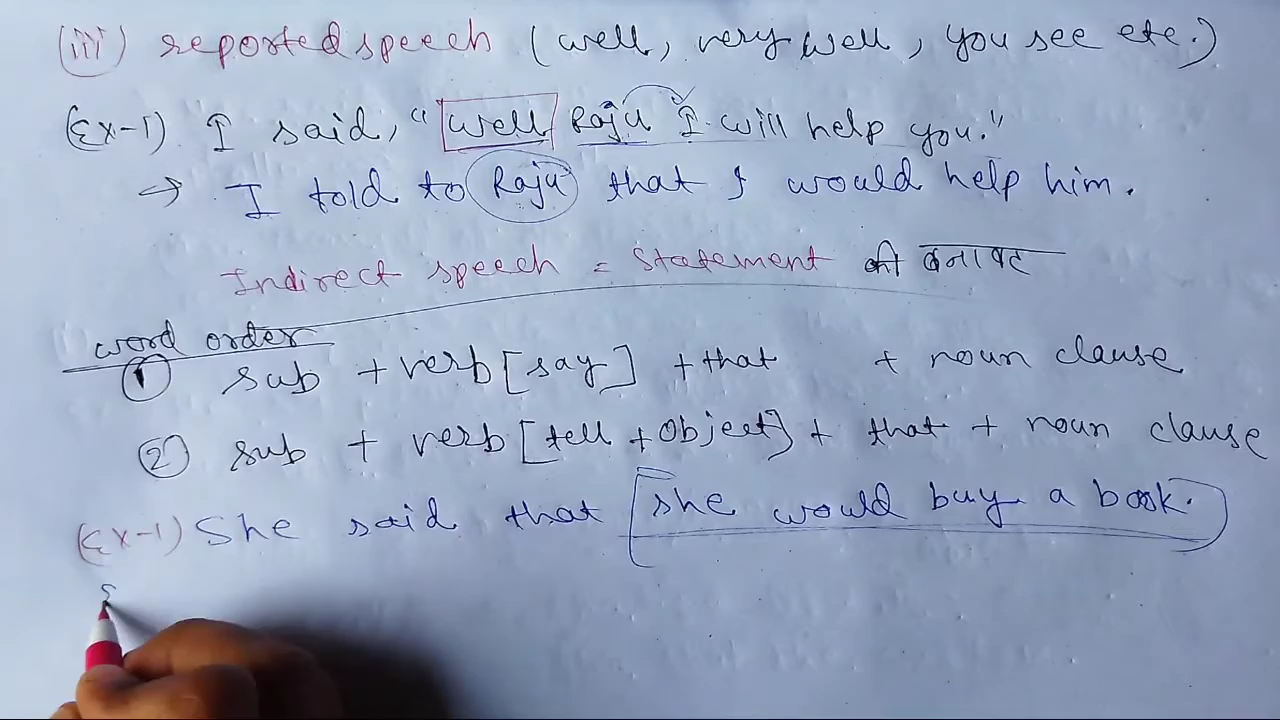 (iii) reported speech (well, very well, you see etc.)
(Ex-1) I said, "Well Raju I will help you."
→ I told to Raju that I would help him.
Indirect speech = statement की बनावट
word order
① sub + verb [say] + that + noun clause
② sub + verb [tell + Object] + that + noun clause
(Ex-1) She said that [she would buy a book.]
S